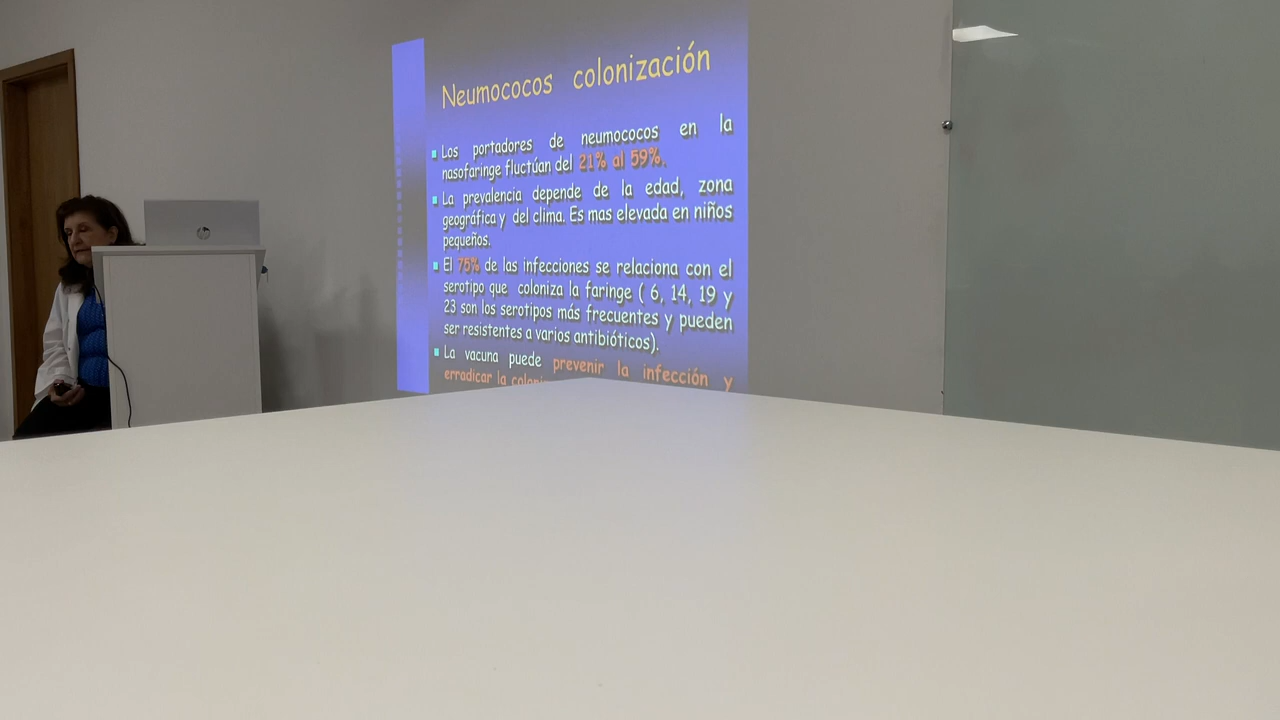 Neumococos colonización
Los portadores de neumococos en la
nasofaringe fluctúan del 21% al 59%.
La prevalencia depende de la edad, zona
geográfica y del clima. Es mas elevada en niños
pequeños.
El 75% de las infecciones se relaciona con el
serotipo que coloniza la faringe ( 6, 14, 19 y
23 son los serotipos más frecuentes y pueden
ser resistentes a varios antibióticos).
La vacuna puede prevenir la infección y
erradicar la